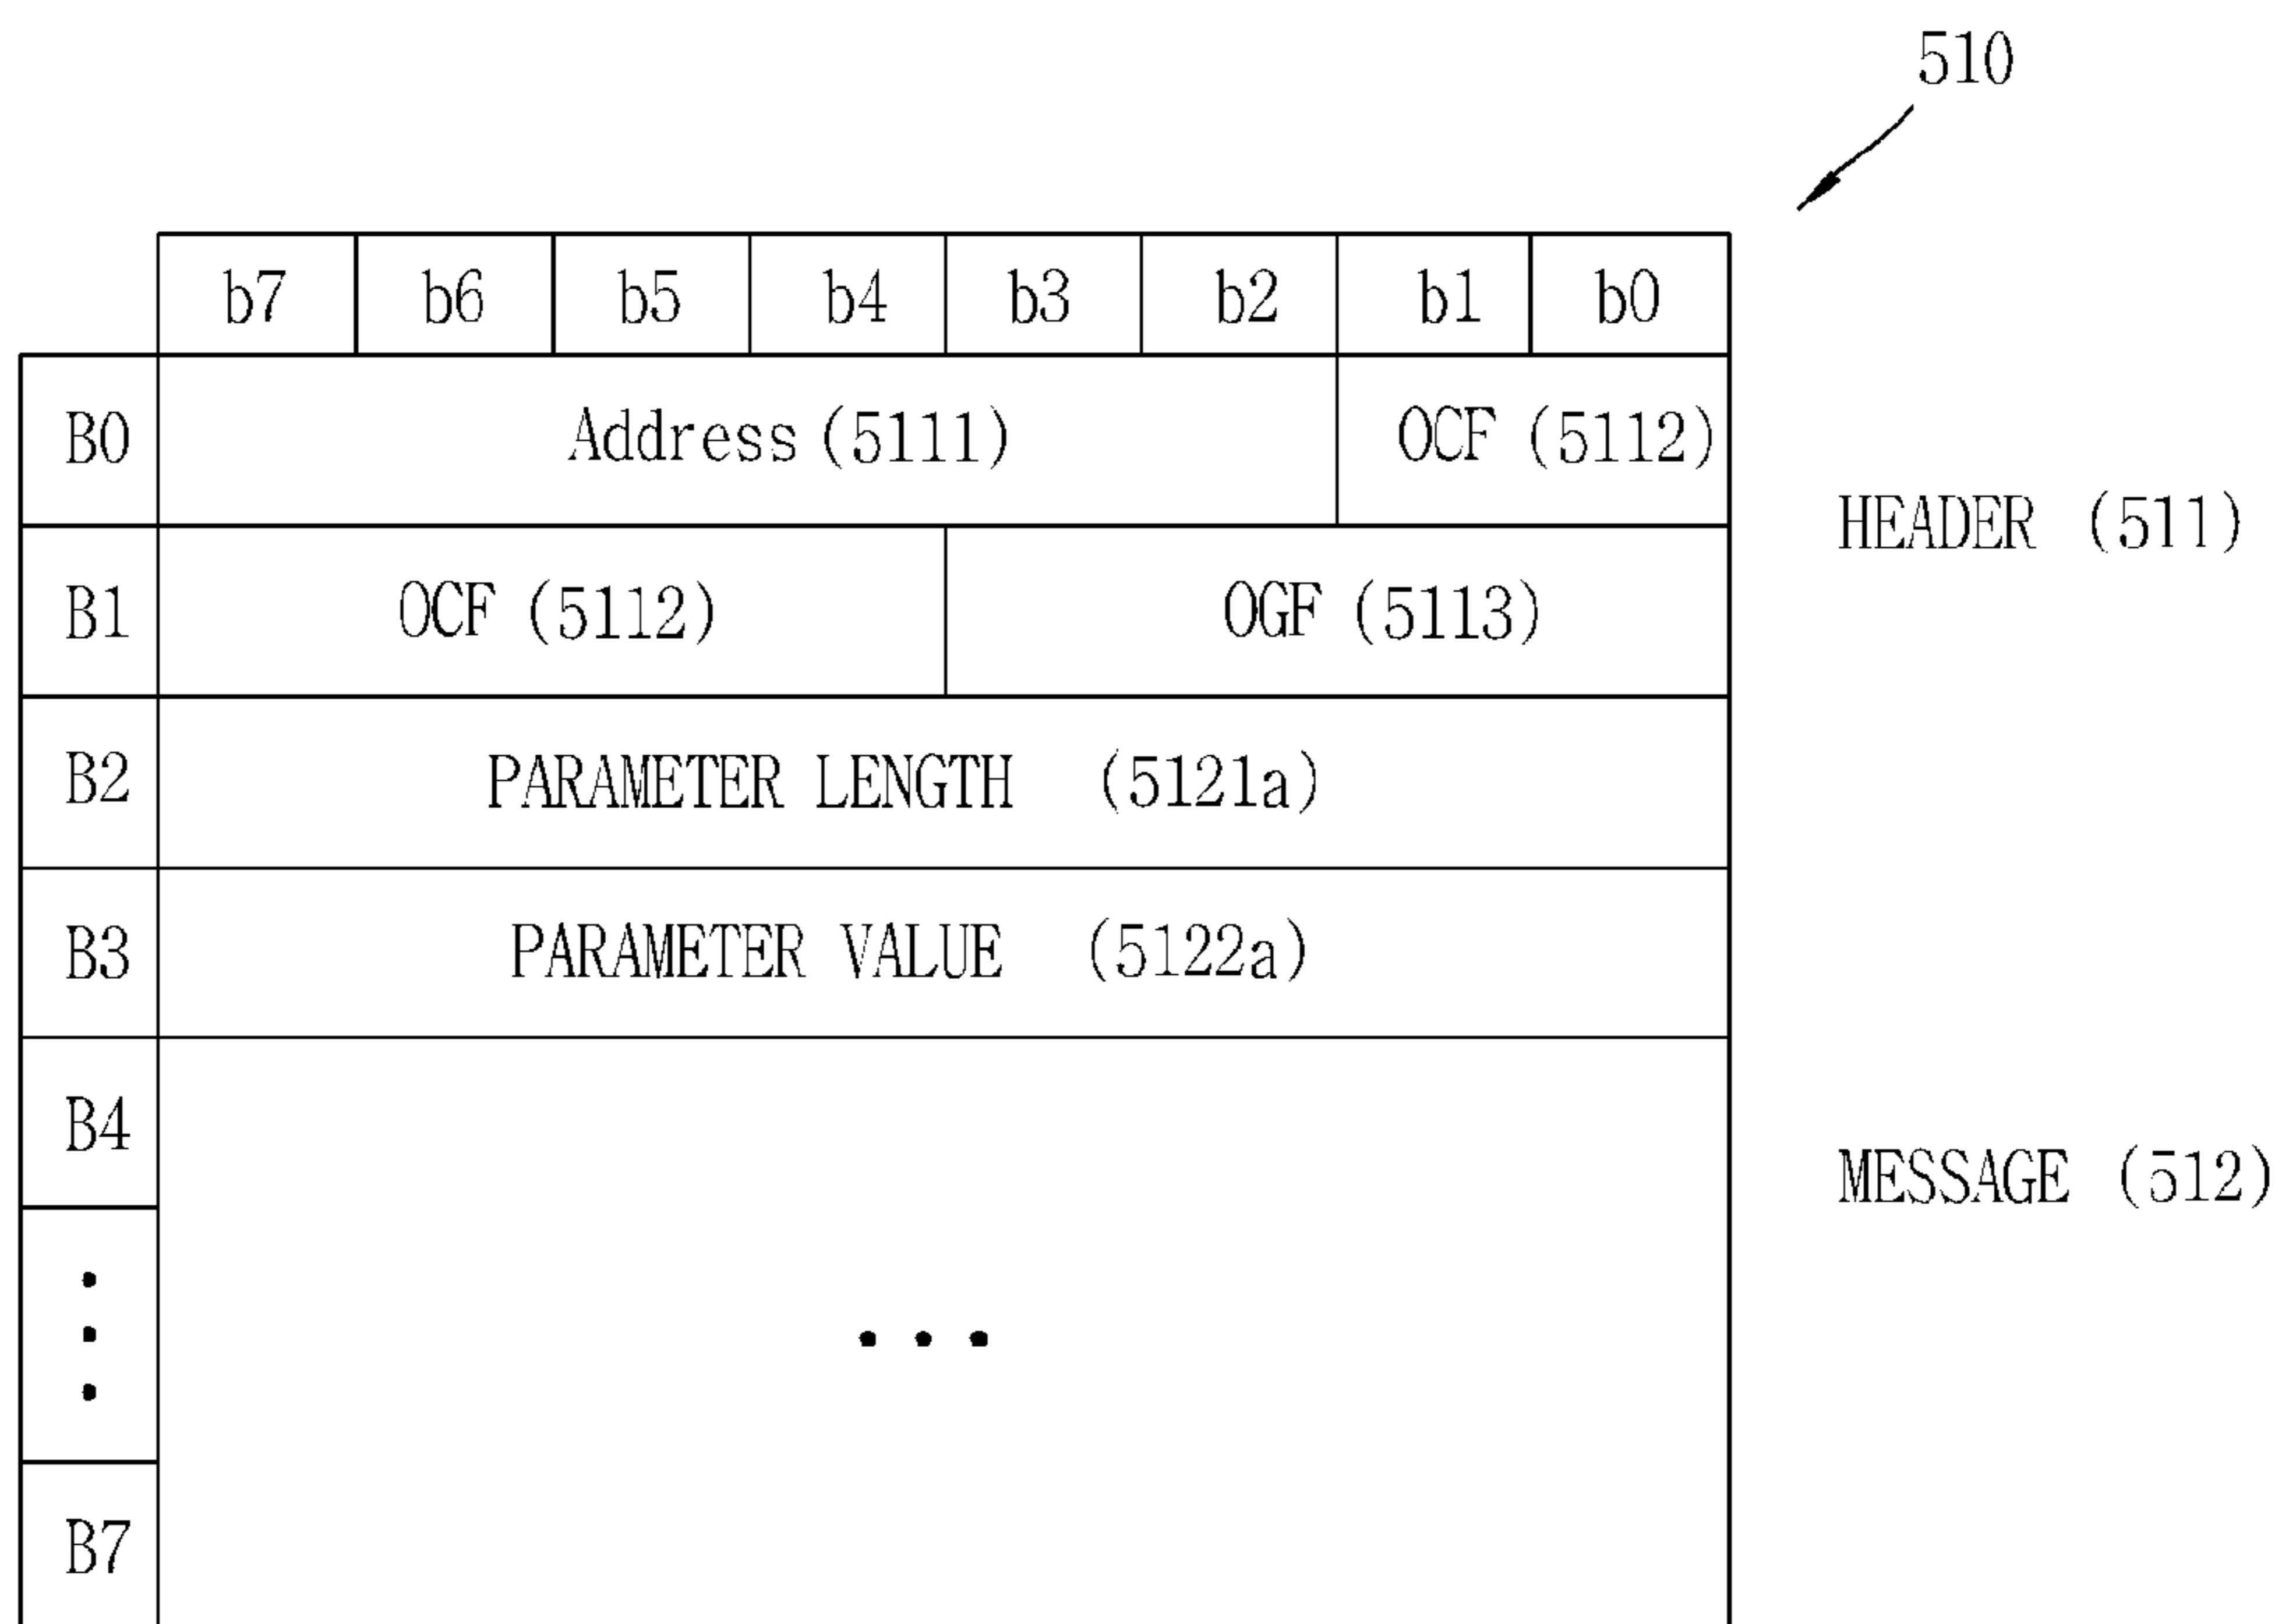 510
b7 b6 b5 b4 b3 b2 b1 b0
B0 Address (5111) OCF (5112)
HEADER (511)
B1 OCF (5112) OGF (5113)
B2 PARAMETER LENGTH (5121a)
B3 PARAMETER VALUE (5122a)
B4
MESSAGE (512)
...
B7